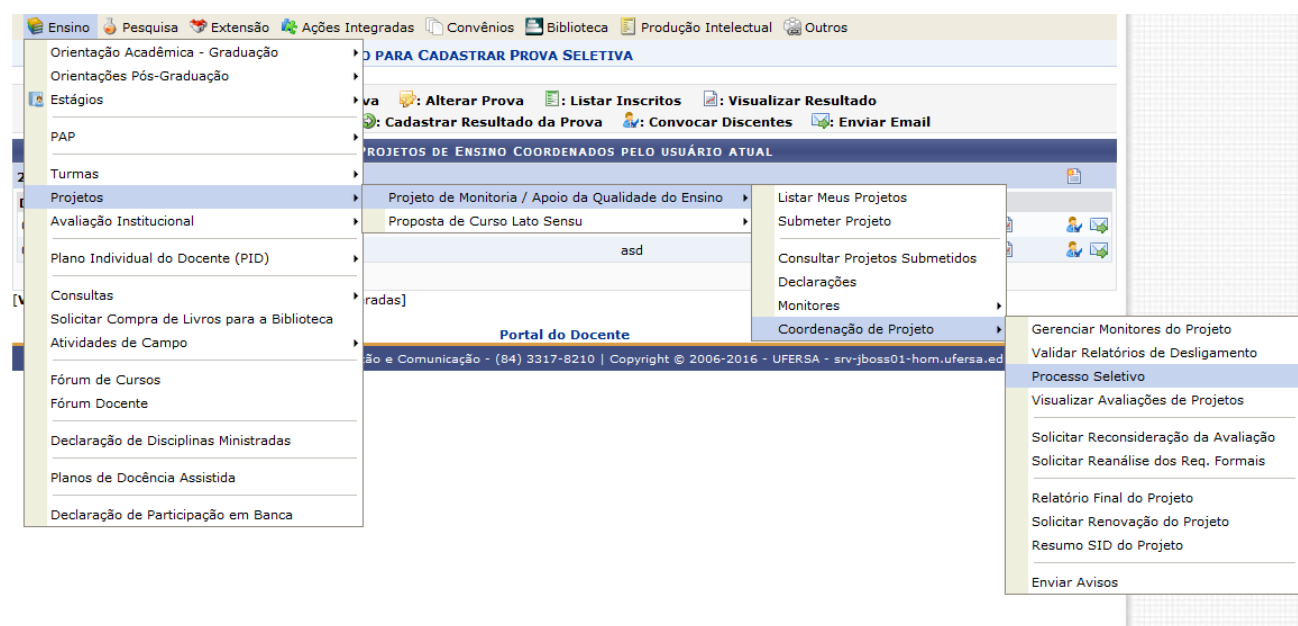 Ensino Pesquisa Extensão Ações Integradas Convênios Biblioteca Produção Intelectual Outros
Orientação Acadêmica - Graduação
Orientações Pós-Graduação
Estágios
PAP
Turmas
Projetos
Avaliação Institucional
Plano Individual do Docente (PID)
Consultas
Solicitar Compra de Livros para a Biblioteca
Atividades de Campo
Fórum de Cursos
Fórum Docente
Declaração de Disciplinas Ministradas
Planos de Docência Assistida
Declaração de Participação em Banca
PARA CADASTRAR PROVA SELETIVA
: Alterar Prova : Listar Inscritos : Visualizar Resultado
: Cadastrar Resultado da Prova : Convocar Discentes : Enviar Email
PROJETOS DE ENSINO COORDENADOS PELO USUÁRIO ATUAL
Projeto de Monitoria / Apoio da Qualidade do Ensino
Proposta de Curso Lato Sensu
asd
Listar Meus Projetos
Submeter Projeto
Consultar Projetos Submetidos
Declarações
Monitores
Coordenação de Projeto
Gerenciar Monitores do Projeto
Validar Relatórios de Desligamento
Processo Seletivo
Visualizar Avaliações de Projetos
Solicitar Reconsideração da Avaliação
Solicitar Reanálise dos Req. Formais
Relatório Final do Projeto
Solicitar Renovação do Projeto
Resumo SID do Projeto
Enviar Avisos
Portal do Docente
e Comunicação - (84) 3317-8210 | Copyright © 2006-2016 - UFERSA - srv-jboss01-hom.ufersa.ed